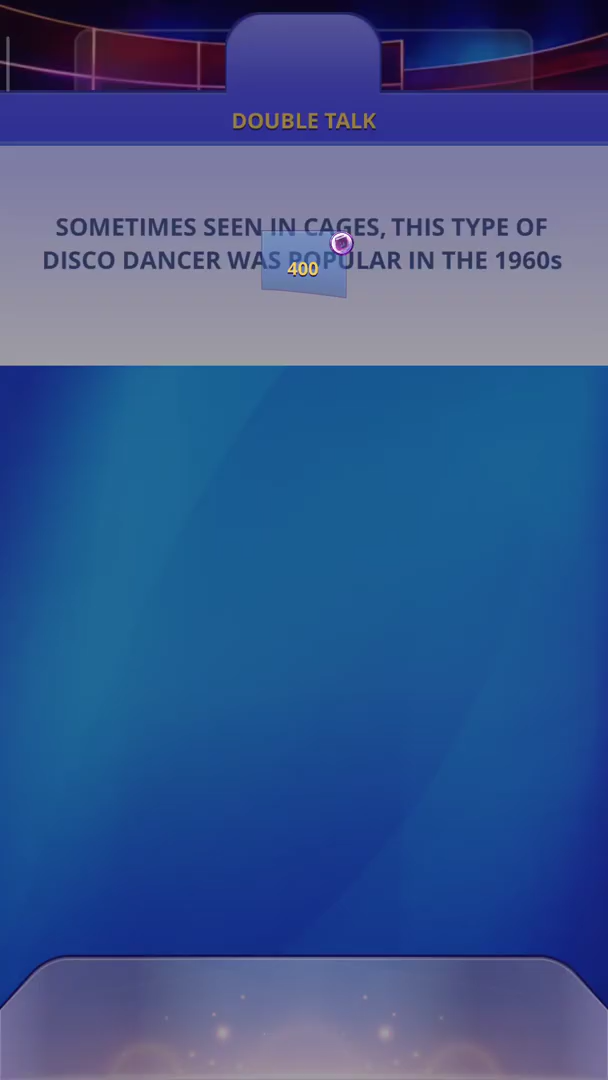 DOUBLE TALK
SOMETIMES SEEN IN CAGES, THIS TYPE OF
DISCO DANCER WAS POPULAR IN THE 1960s
400